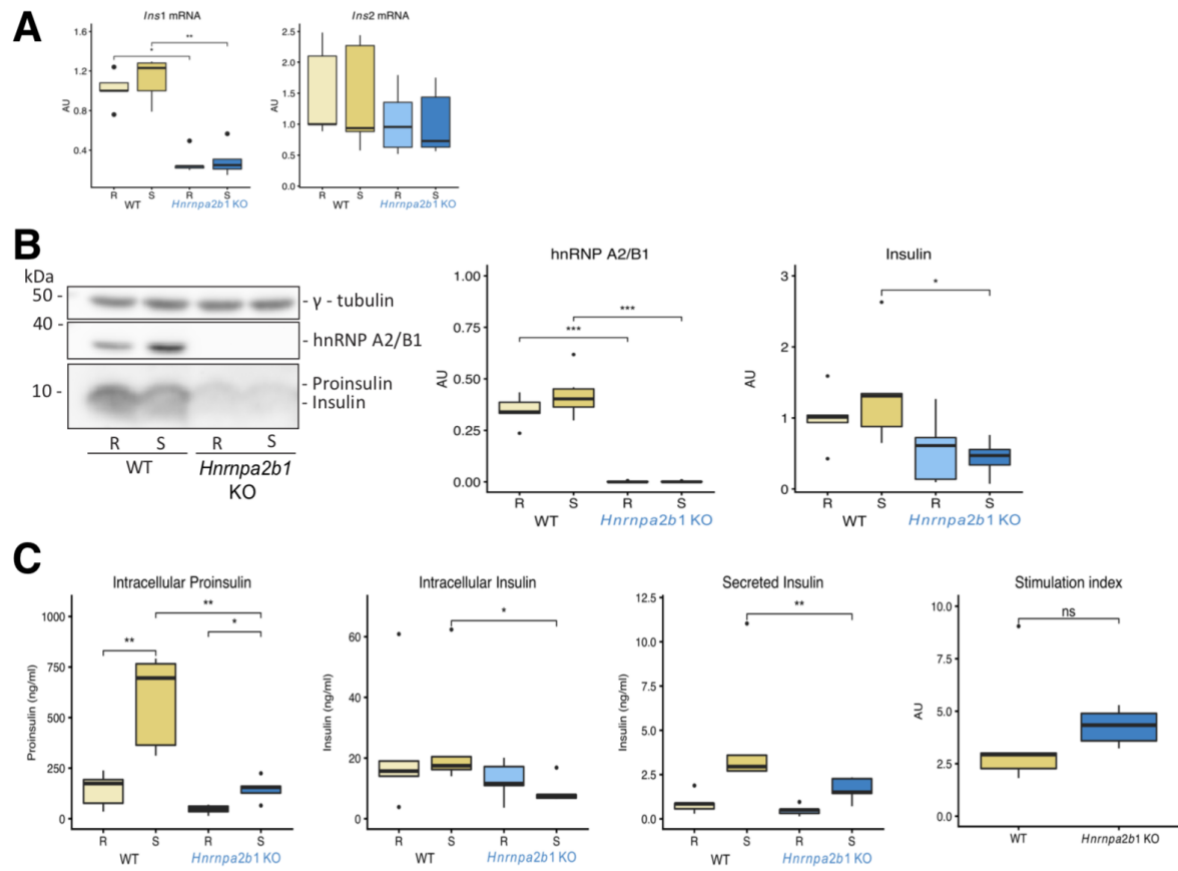 A
Ins1 mRNA
AU
1.6
1.2
0.8
0.4
*
**
R S R S
WT Hnrnpa2b1 KO
Ins2 mRNA
AU
2.5
2.0
1.5
1.0
0.5
0.0
R S R S
WT Hnrnpa2b1 KO
B
kDa
50 -
40 -
10 -
- γ - tubulin
- hnRNP A2/B1
- Proinsulin
- Insulin
R S R S
WT Hnrnpa2b1
KO
hnRNP A2/B1
AU
1.00
0.75
0.50
0.25
0.00
***
***
R S R S
WT Hnrnpa2b1 KO
Insulin
AU
3
2
1
0
*
R S R S
WT Hnrnpa2b1 KO
C
Intracellular Proinsulin
Proinsulin (ng/ml)
1000
750
500
250
0
**
*
**
R S R S
WT Hnrnpa2b1 KO
Intracellular Insulin
Insulin (ng/ml)
60
40
20
0
*
R S R S
WT Hnrnpa2b1 KO
Secreted Insulin
Insulin (ng/ml)
12.5
10.0
7.5
5.0
2.5
0.0
**
R S R S
WT Hnrnpa2b1 KO
Stimulation index
AU
10.0
7.5
5.0
2.5
0.0
ns
WT Hnrnpa2b1 KO